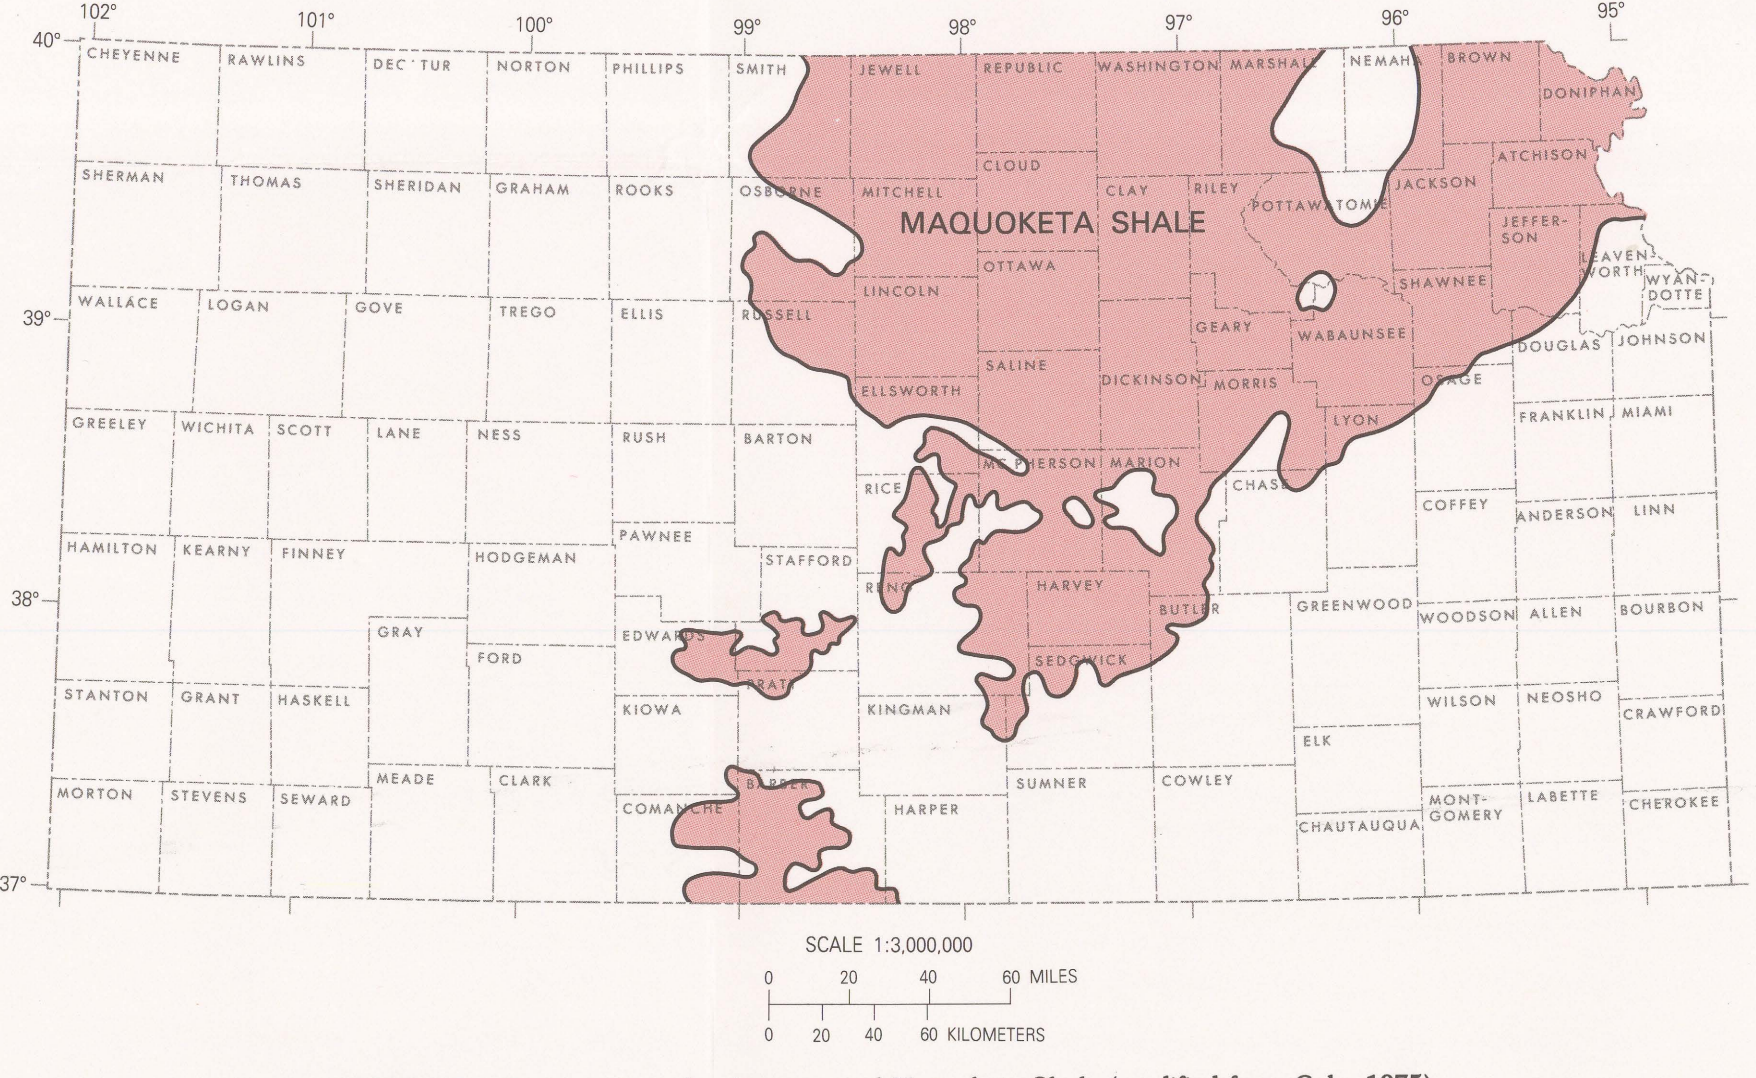 102° 101° 100° 99° 98° 97° 96° 95°
40°
CHEYENNE RAWLINS DECATUR NORTON PHILLIPS SMITH JEWELL REPUBLIC WASHINGTON MARSHALL NEMAHA BROWN
DONIPHAN
CLOUD ATCHISON
SHERMAN THOMAS SHERIDAN GRAHAM ROOKS OSBORNE MITCHELL CLAY RILEY POTTAWATOMIE JACKSON
MAQUOKETA SHALE
JEFFER-
SON
OTTAWA LEAVEN-
WORTH
WYAN-
DOTTE
SHAWNEE
LINCOLN
39°
WALLACE LOGAN GOVE TREGO ELLIS RUSSELL GEARY WABAUNSEE
DOUGLAS JOHNSON
SALINE DICKINSON MORRIS OSAGE
ELLSWORTH
GREELEY WICHITA SCOTT LANE NESS RUSH BARTON LYON FRANKLIN MIAMI
MC PHERSON MARION
RICE CHASE
COFFEY ANDERSON LINN
PAWNEE
HAMILTON KEARNY FINNEY HODGEMAN STAFFORD
RENO HARVEY
38°
BUTLER GREENWOOD WOODSON ALLEN BOURBON
GRAY EDWARDS
FORD SEDGWICK
PRATT
STANTON GRANT HASKELL KIOWA KINGMAN WILSON NEOSHO
CRAWFORD
ELK
MEADE CLARK BARBER SUMNER COWLEY
MORTON STEVENS SEWARD COMANCHE HARPER
MONT-
GOMERY
LABETTE CHEROKEE
CHAUTAUQUA
37°
SCALE 1:3,000,000
0 20 40 60 MILES
0 20 40 60 KILOMETERS